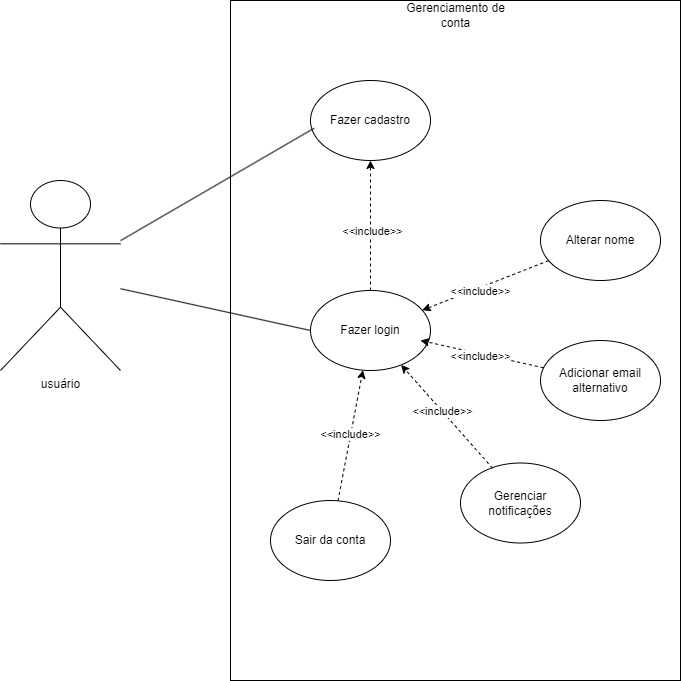 Gerenciamento de
conta
Fazer cadastro
<<include>>
Alterar nome
<<include>>
Fazer login
<<include>>
Adicionar email
alternativo
usuário
<<include>>
<<include>>
Gerenciar
notificações
Sair da conta